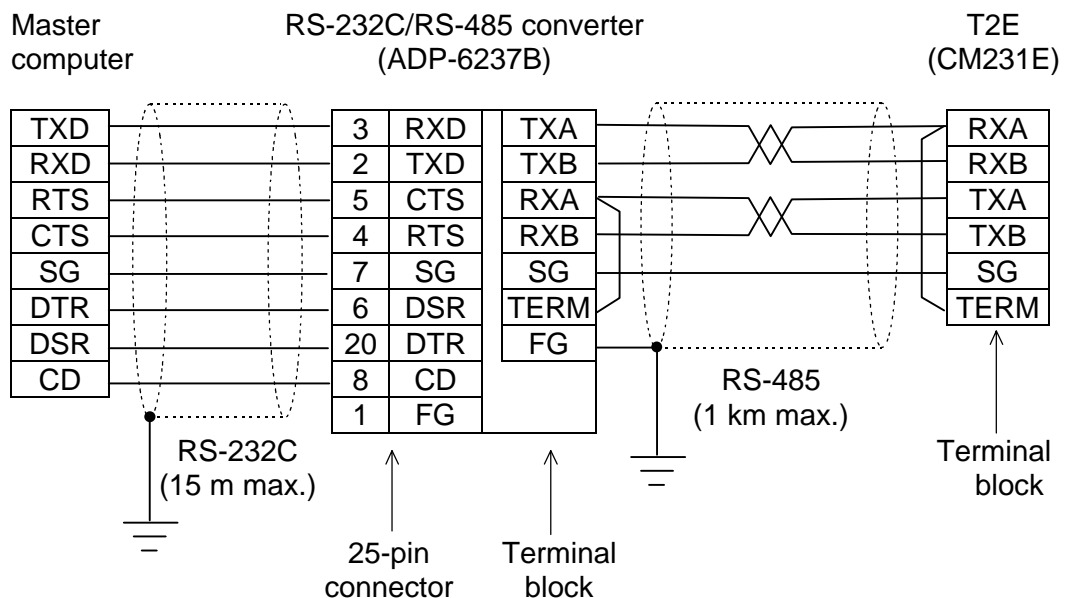 Master
computer
RS-232C/RS-485 converter
(ADP-6237B)
T2E
(CM231E)
TXD 3 RXD TXA RXA
RXD 2 TXD TXB RXB
RTS 5 CTS RXA TXA
CTS 4 RTS RXB TXB
SG 7 SG SG SG
DTR 6 DSR TERM TERM
DSR 20 DTR FG
CD 8 CD
1 FG
RS-232C
(15 m max.)
RS-485
(1 km max.)
25-pin
connector
Terminal
block
Terminal
block